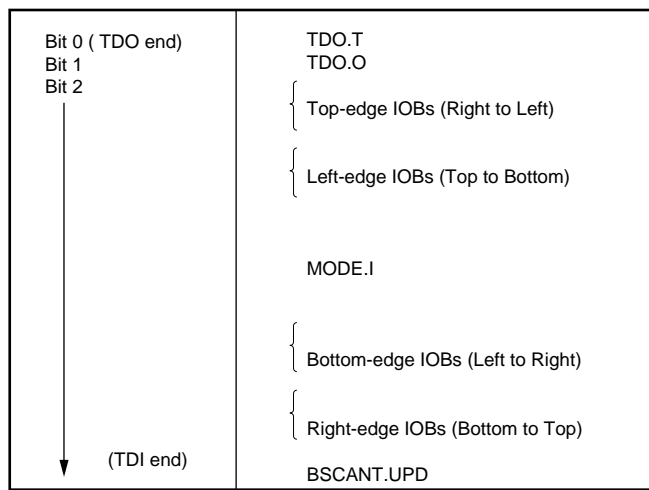 Bit 0 ( TDO end)
Bit 1
Bit 2
(TDI end)
TDO.T
TDO.O
Top-edge IOBs (Right to Left)
Left-edge IOBs (Top to Bottom)
MODE.I
Bottom-edge IOBs (Left to Right)
Right-edge IOBs (Bottom to Top)
BSCANT.UPD